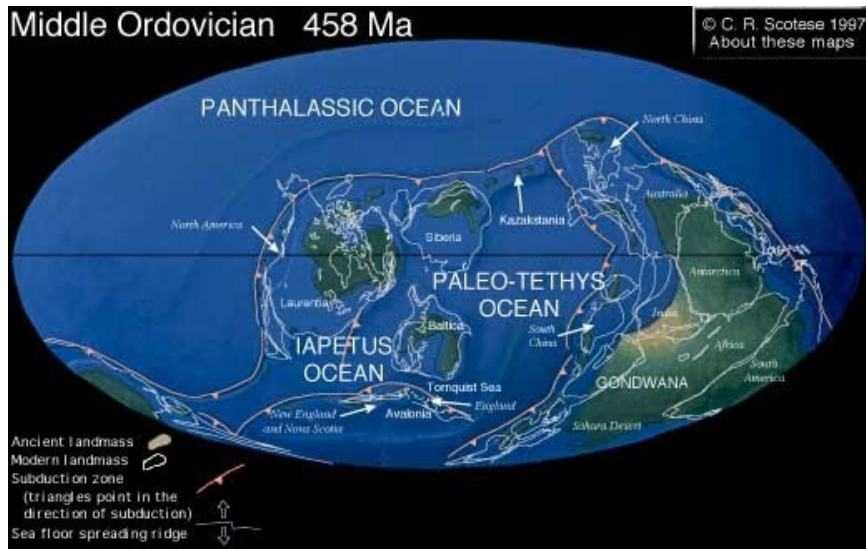 Middle Ordovician 458 Ma
© C. R. Scotese 1997
About these maps
PANTHALASSIC OCEAN
North China
Australia
North America
Kazakstania
Siberia
Antarctica
Laurentia
PALEO-TETHYS
OCEAN
India
South
China
Baltica
Africa
IAPETUS
OCEAN
South
America
GONDWANA
Tornquist Sea
England
New England
and Nova Scotia
Avalonia
Sahara Desert
Ancient landmass
Modern landmass
Subduction zone
(triangles point in the
direction of subduction)
Sea floor spreading ridge